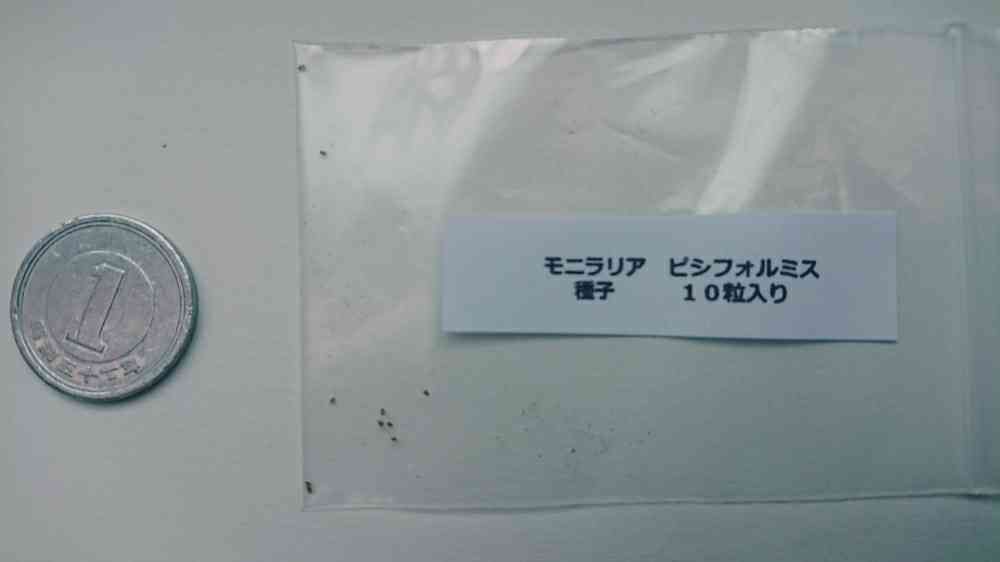 モニラリア ピシフォルミス
種子 １０粒入り
1